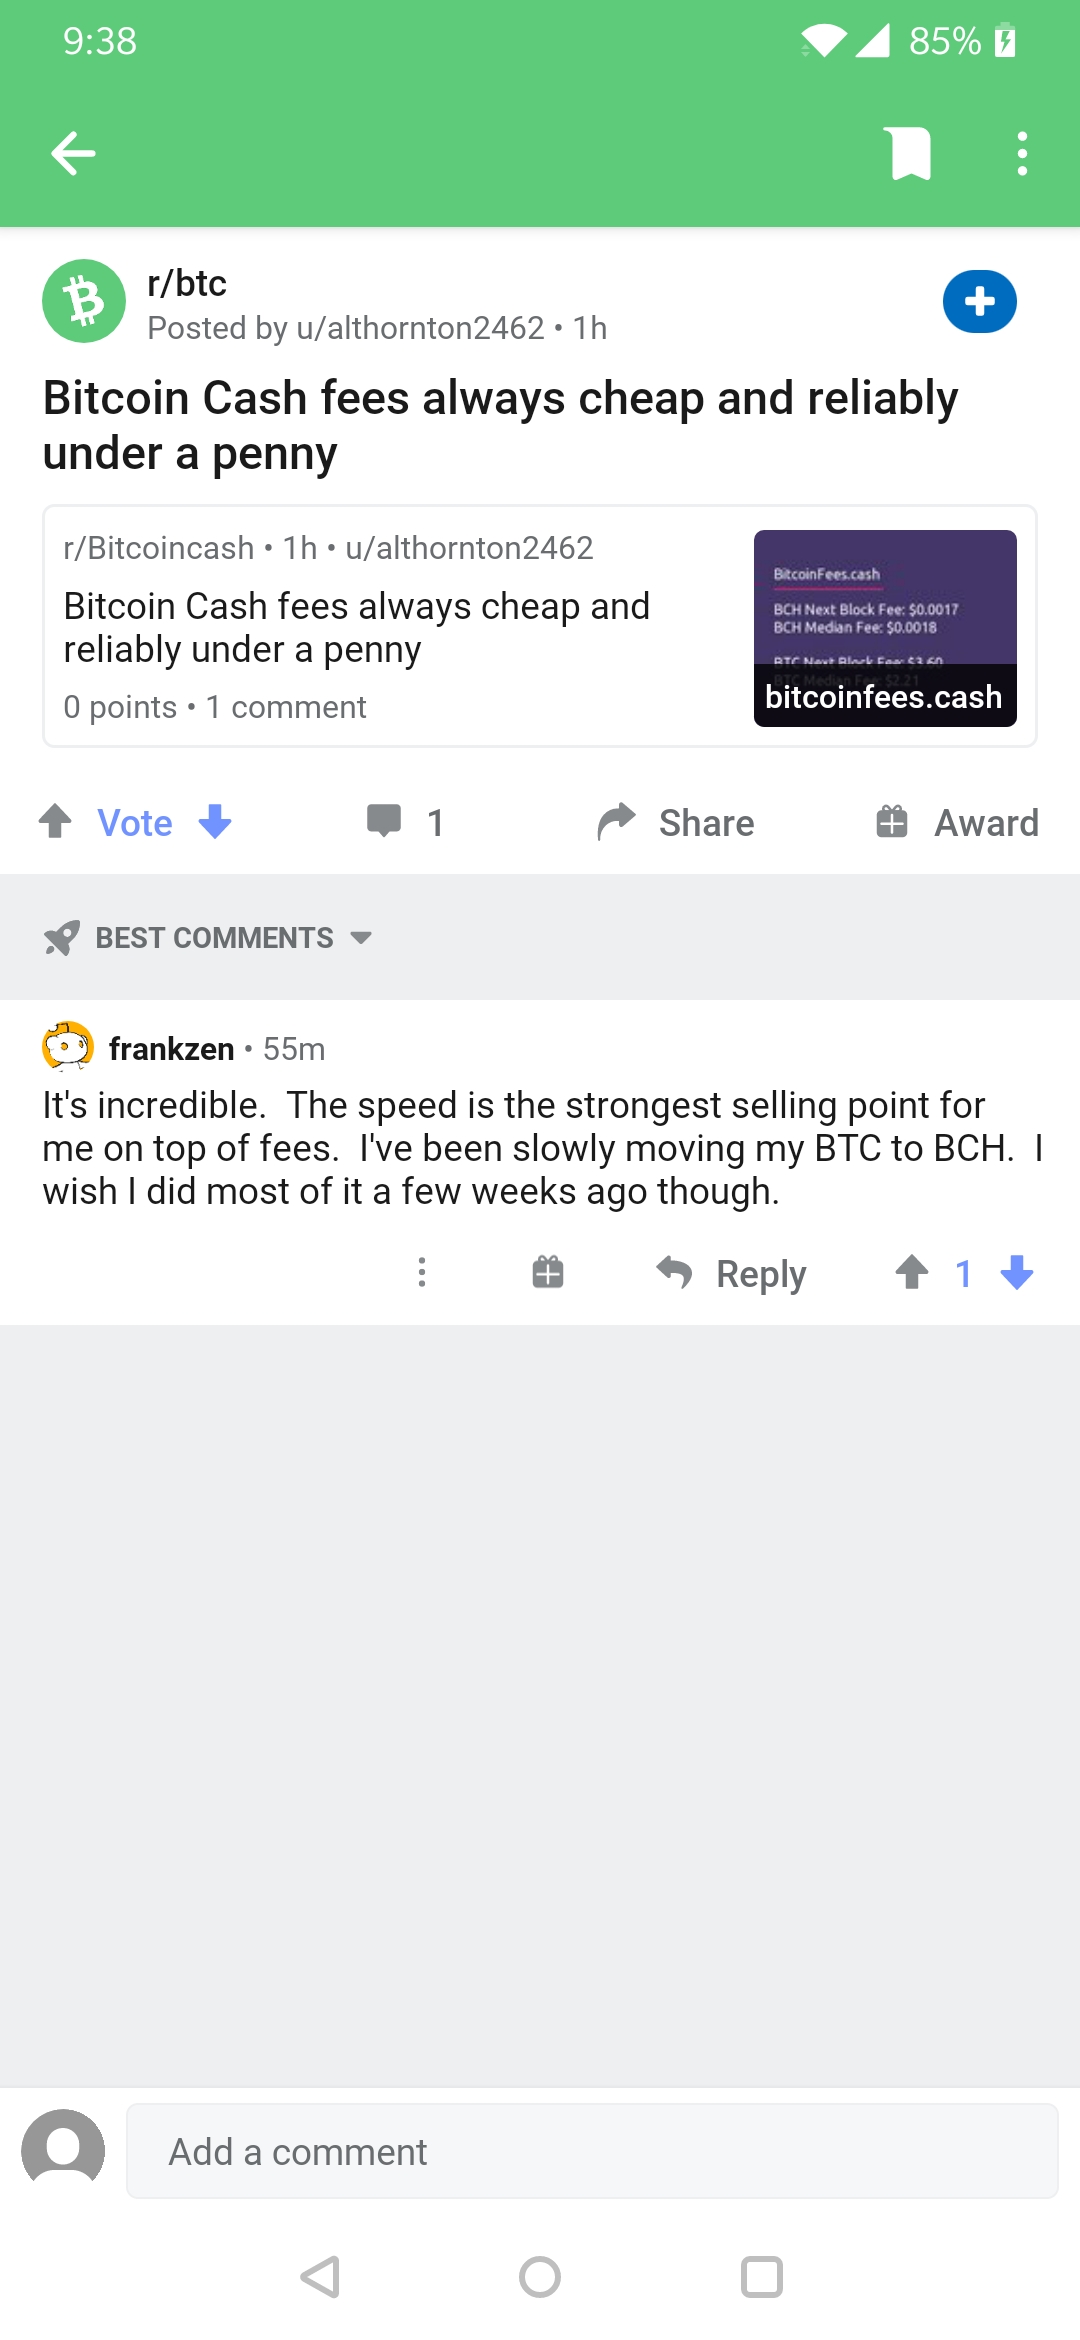 9:38
85%
r/btc
Posted by u/althornton2462 • 1h
Bitcoin Cash fees always cheap and reliably
under a penny
r/Bitcoincash • 1h • u/althornton2462
Bitcoin Cash fees always cheap and
reliably under a penny
0 points • 1 comment
BitcoinFees.cash
BCH Next Block Fee: $0.0017
BCH Median Fee: $0.0018
BTC Next Block Fee: $3.60
BTC Median Fee: $2.21
bitcoinfees.cash
Vote
1
Share
Award
BEST COMMENTS
frankzen • 55m
It's incredible.  The speed is the strongest selling point for
me on top of fees.  I've been slowly moving my BTC to BCH.  I
wish I did most of it a few weeks ago though.
Reply
1
Add a comment